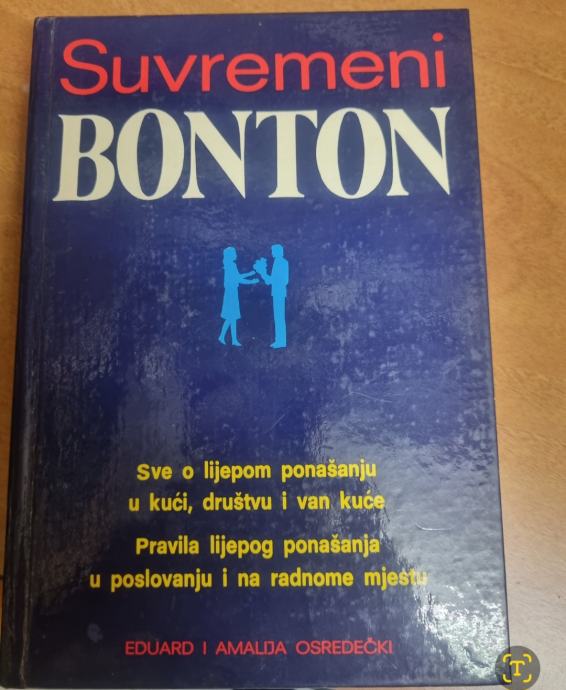 Suvremeni
BONTON
Sve o lijepom ponašanju
u kući, društvu i van kuće
Pravila lijepog ponašanja
u poslovanju i na radnome mjestu
EDUARD I AMALIJA OSREDEČKI
T